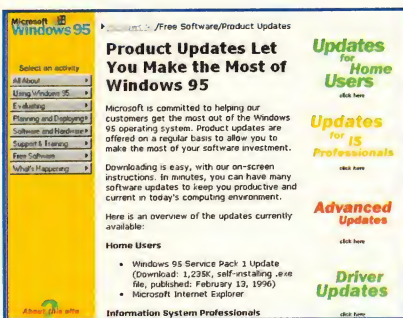 Microsoft
Windows 95
Select an activity
All About
Using Windows 95
Evaluating
Planning and Deploying
Software and Hardware
Support & Training
Free Software
What's Happening
About this site
/Free Software/Product Updates
Product Updates Let
You Make the Most of
Windows 95
Microsoft is committed to helping our
customers get the most out of the Windows
95 operating system. Product updates are
offered on a regular basis to allow you to
make the most of your software investment.
Downloading is easy, with our on-screen
instructions. In minutes, you can have many
software updates to keep you productive and
current in today's computing environment.
Here is an overview of the updates currently
available:
Home Users
• Windows 95 Service Pack 1 Update
(Download: 1,235K, self-installing .exe
file, published: February 13, 1996)
• Microsoft Internet Explorer
Information System Professionals
Updates
for
Home
Users
click here
Updates
for IS
Professionals
click here
Advanced
Updates
click here
Driver
Updates
click here